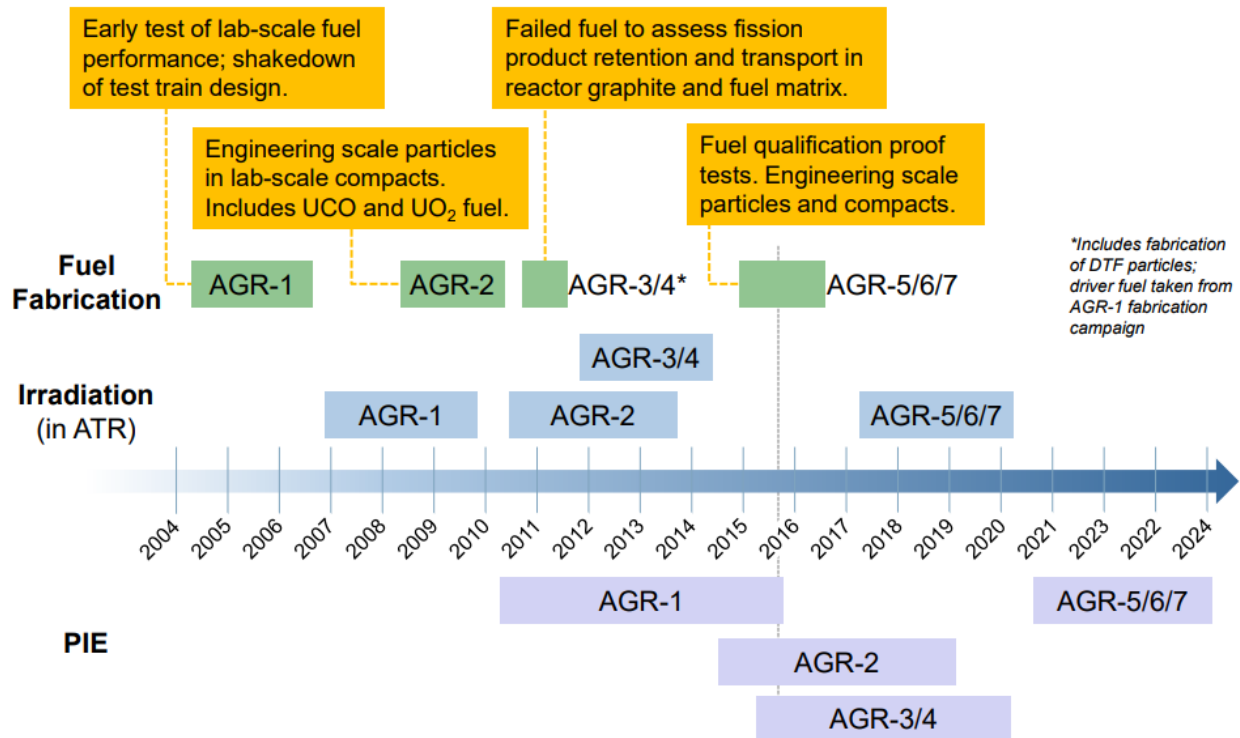 Early test of lab-scale fuel
performance; shakedown
of test train design.
Failed fuel to assess fission
product retention and transport in
reactor graphite and fuel matrix.
Engineering scale particles
in lab-scale compacts.
Includes UCO and UO₂ fuel.
Fuel qualification proof
tests. Engineering scale
particles and compacts.
*Includes fabrication
of DTF particles;
driver fuel taken from
AGR-1 fabrication
campaign
Fuel
Fabrication
AGR-1
AGR-2
AGR-3/4*
AGR-5/6/7
AGR-3/4
Irradiation
(in ATR)
AGR-1
AGR-2
AGR-5/6/7
2004
2005
2006
2007
2008
2009
2010
2011
2012
2013
2014
2015
2016
2017
2018
2019
2020
2021
2023
2022
2024
AGR-1
AGR-5/6/7
PIE
AGR-2
AGR-3/4